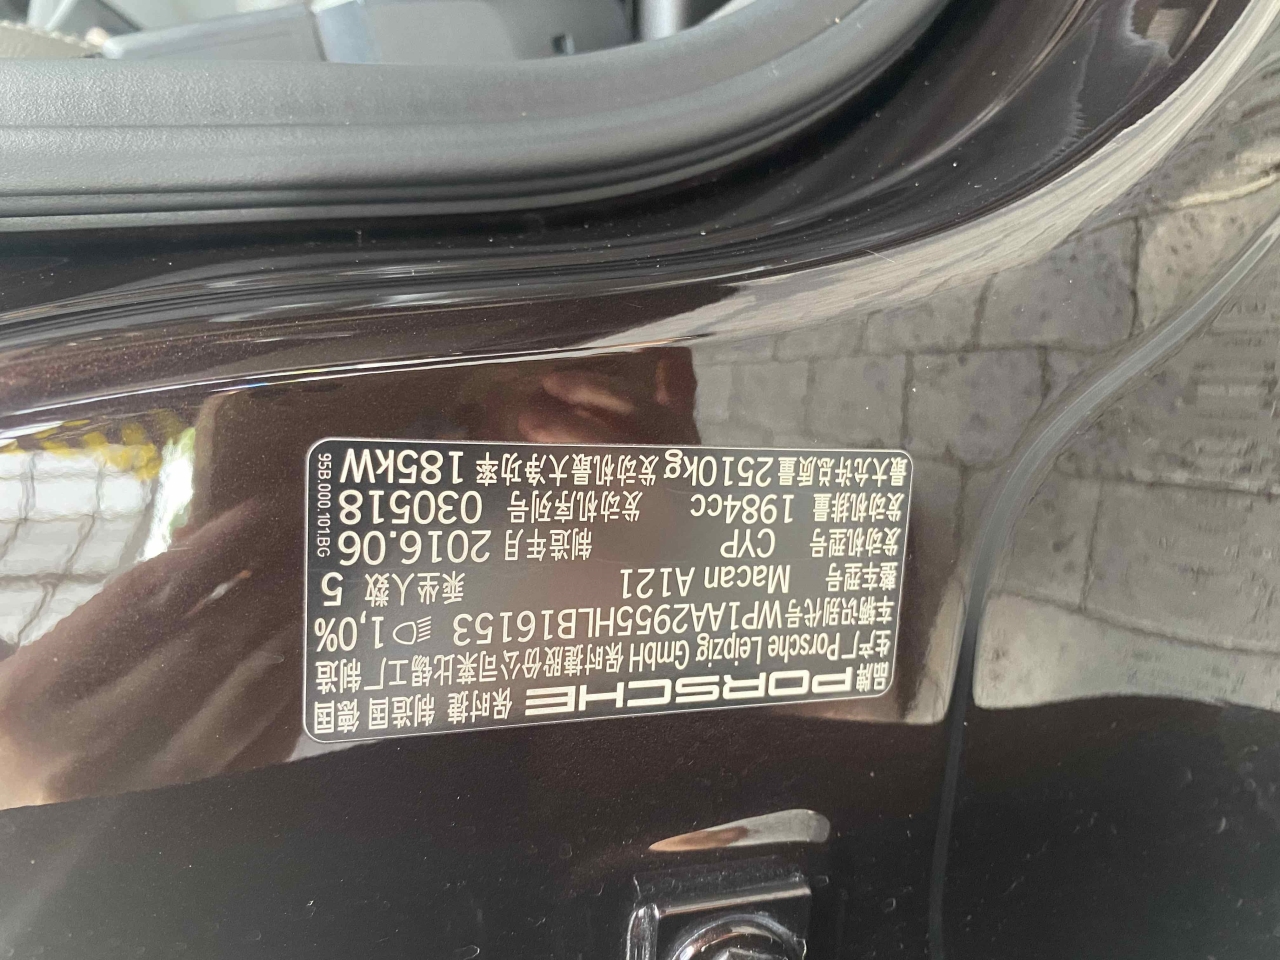 品牌 PORSCHE 保时捷 制造国 德国
生产厂 Porsche Leipzig GmbH 保时捷股份公司莱比锡工厂 制造
车辆识别代号 WP1AA2955HLB16153 1,0%
整车型号 Macan A121 乘坐人数 5
发动机型号 CYP 制造年月 2016.06
发动机排量 1984cc 发动机序列号 030518
最大允许总质量 2510kg 发动机最大净功率 185kW
95B.000.101.BG